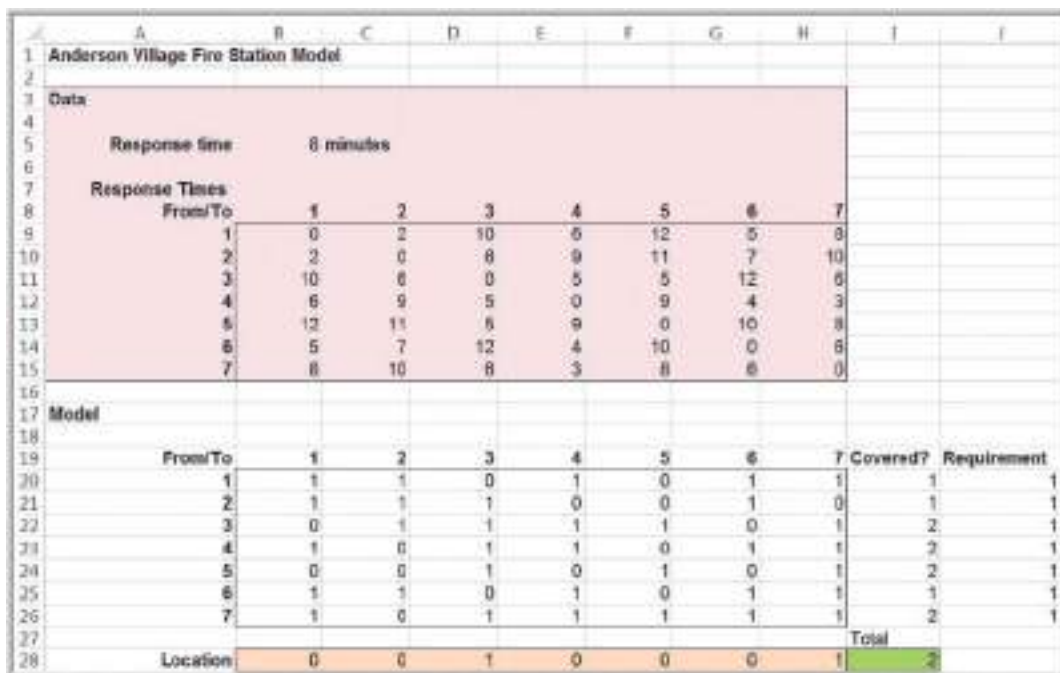 A B C D E F G H I J
1 Anderson Village Fire Station Model
2
3 Data
4
5 Response time 8 minutes
6
7 Response Times
8 From/To 1 2 3 4 5 6 7
9 1 0 2 10 6 12 5 8
10 2 2 0 6 9 11 7 10
11 3 10 6 0 5 5 12 6
12 4 6 9 5 0 9 4 3
13 5 12 11 5 9 0 10 8
14 6 5 7 12 4 10 0 6
15 7 8 10 6 3 8 6 0
16
17 Model
18
19 From/To 1 2 3 4 5 6 7 Covered? Requirement
20 1 1 1 0 1 0 1 1 1 1
21 2 1 1 1 0 0 1 0 1 1
22 3 0 1 1 1 1 0 1 2 1
23 4 1 0 1 1 0 1 1 2 1
24 5 0 0 1 0 1 0 1 2 1
25 6 1 1 0 1 0 1 1 1 1
26 7 1 0 1 1 1 1 1 2 1
27 Total
28 Location 0 0 1 0 0 0 1 2